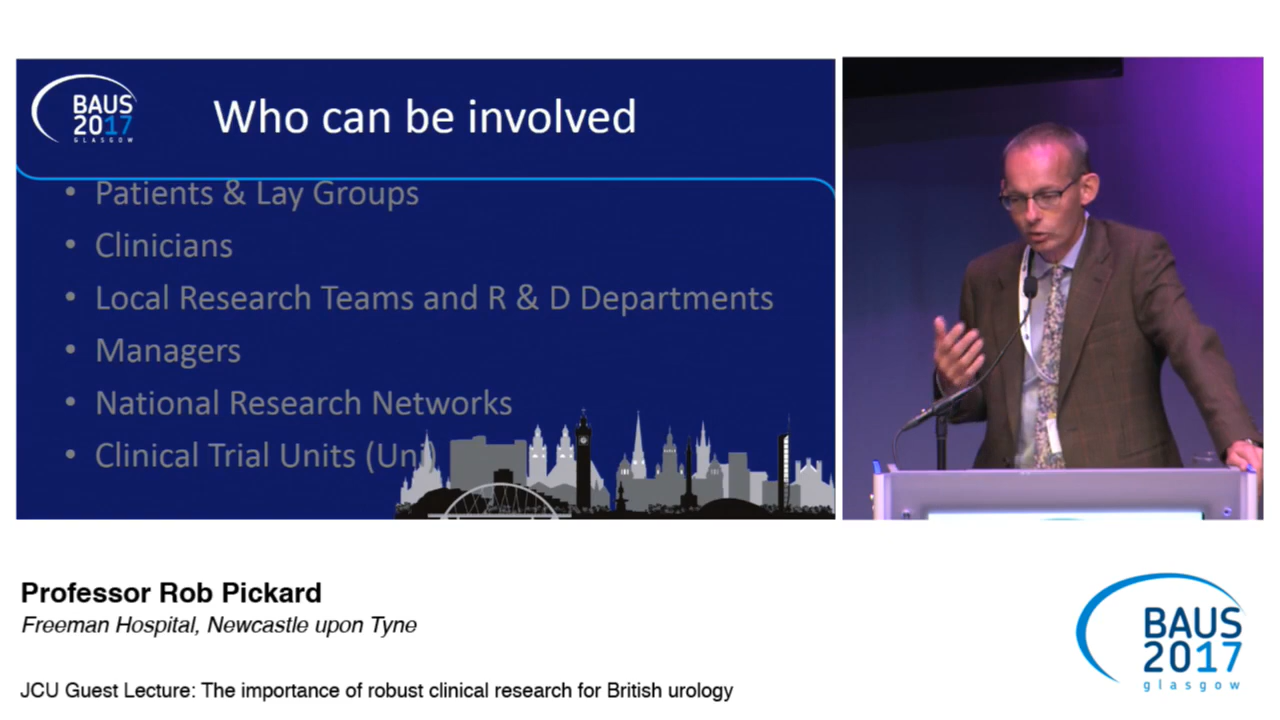 BAUS
2017
GLASGOW
Who can be involved
• Patients & Lay Groups
• Clinicians
• Local Research Teams and R & D Departments
• Managers
• National Research Networks
• Clinical Trial Units (Uni)
Professor Rob Pickard
Freeman Hospital, Newcastle upon Tyne
JCU Guest Lecture: The importance of robust clinical research for British urology
BAUS
2017
glasgow